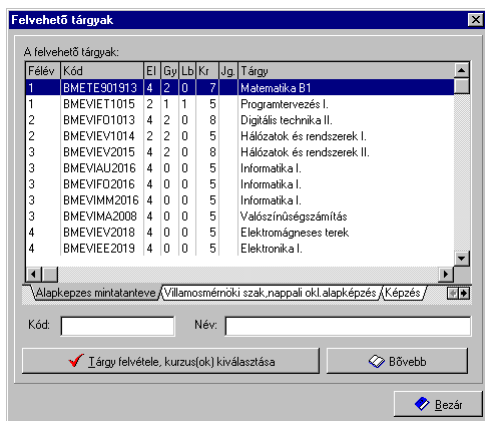 Felvehető tárgyak
A felvehető tárgyak:
Félév Kód El Gy Lb Kr Jg. Tárgy
1 BMETE901913 4 2 0 7 Matematika B1
1 BMEVIET1015 2 1 1 5 Programtervezés I.
2 BMEVIFO1013 4 2 0 8 Digitális technika II.
2 BMEVIEV1014 2 2 0 5 Hálózatok és rendszerek I.
3 BMEVIEV2015 4 2 0 8 Hálózatok és rendszerek II.
3 BMEVIAU2016 4 0 0 5 Informatika I.
3 BMEVIFO2016 4 0 0 5 Informatika I.
3 BMEVIMM2016 4 0 0 5 Informatika I.
3 BMEVIMA2008 4 0 0 5 Valószínűségszámítás
4 BMEVIEV2018 4 0 0 5 Elektromágneses terek
4 BMEVIEE2019 4 0 0 5 Elektronika I.
Alapkepzes mintatanteve Villamosmérnöki szak,nappali okl.alapképzés Képzés
Kód: Név:
Tárgy felvétele, kurzus(ok) kiválasztása Bővebb
Bezár